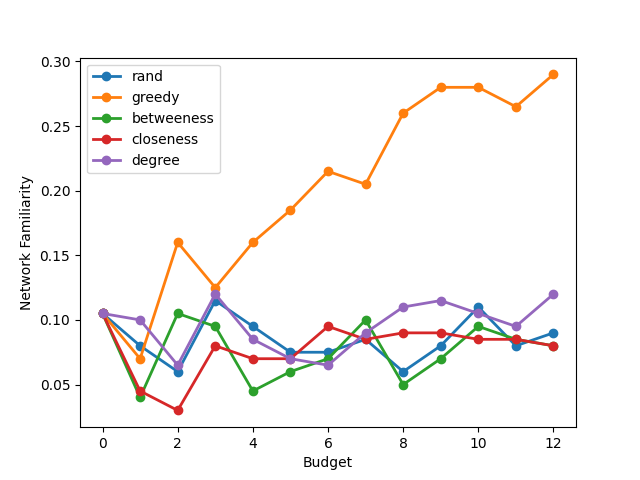 0.30
0.25
0.20
0.15
0.10
0.05
Network Familiarity
rand
greedy
betweeness
closeness
degree
0 2 4 6 8 10 12
Budget